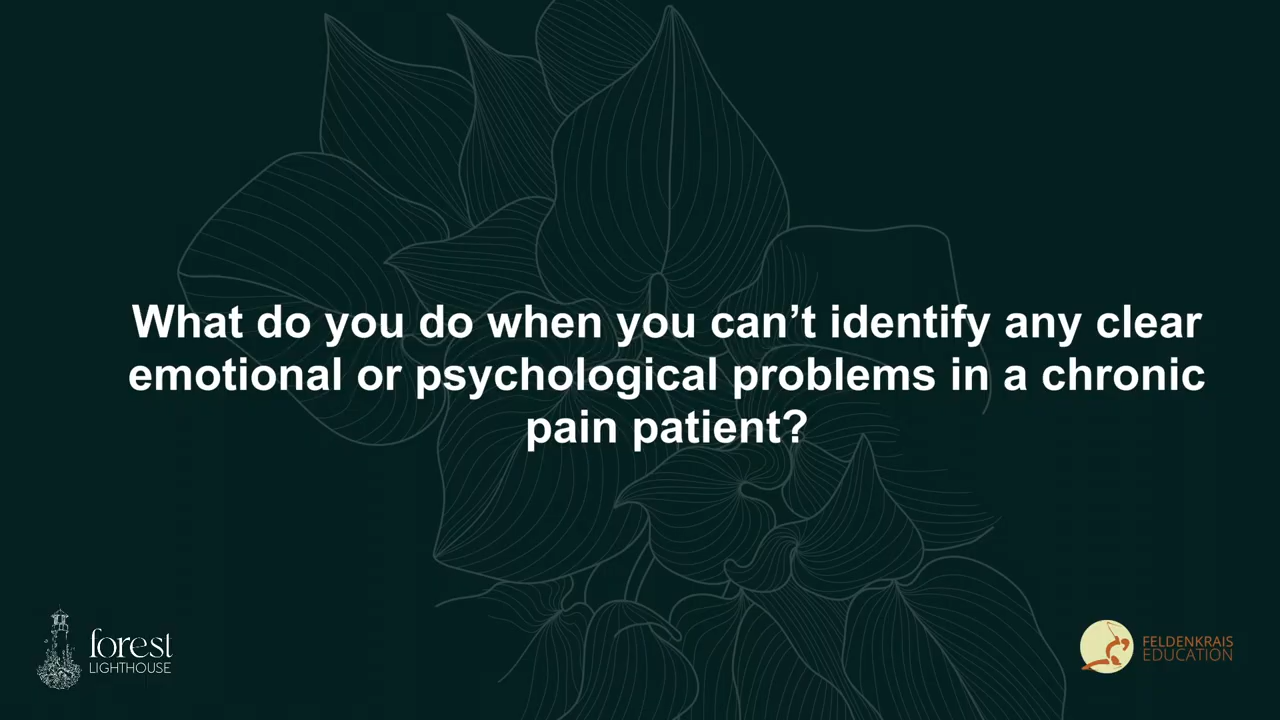 What do you do when you can’t identify any clear
emotional or psychological problems in a chronic
pain patient?
forest
LIGHTHOUSE
FELDENKRAIS
EDUCATION